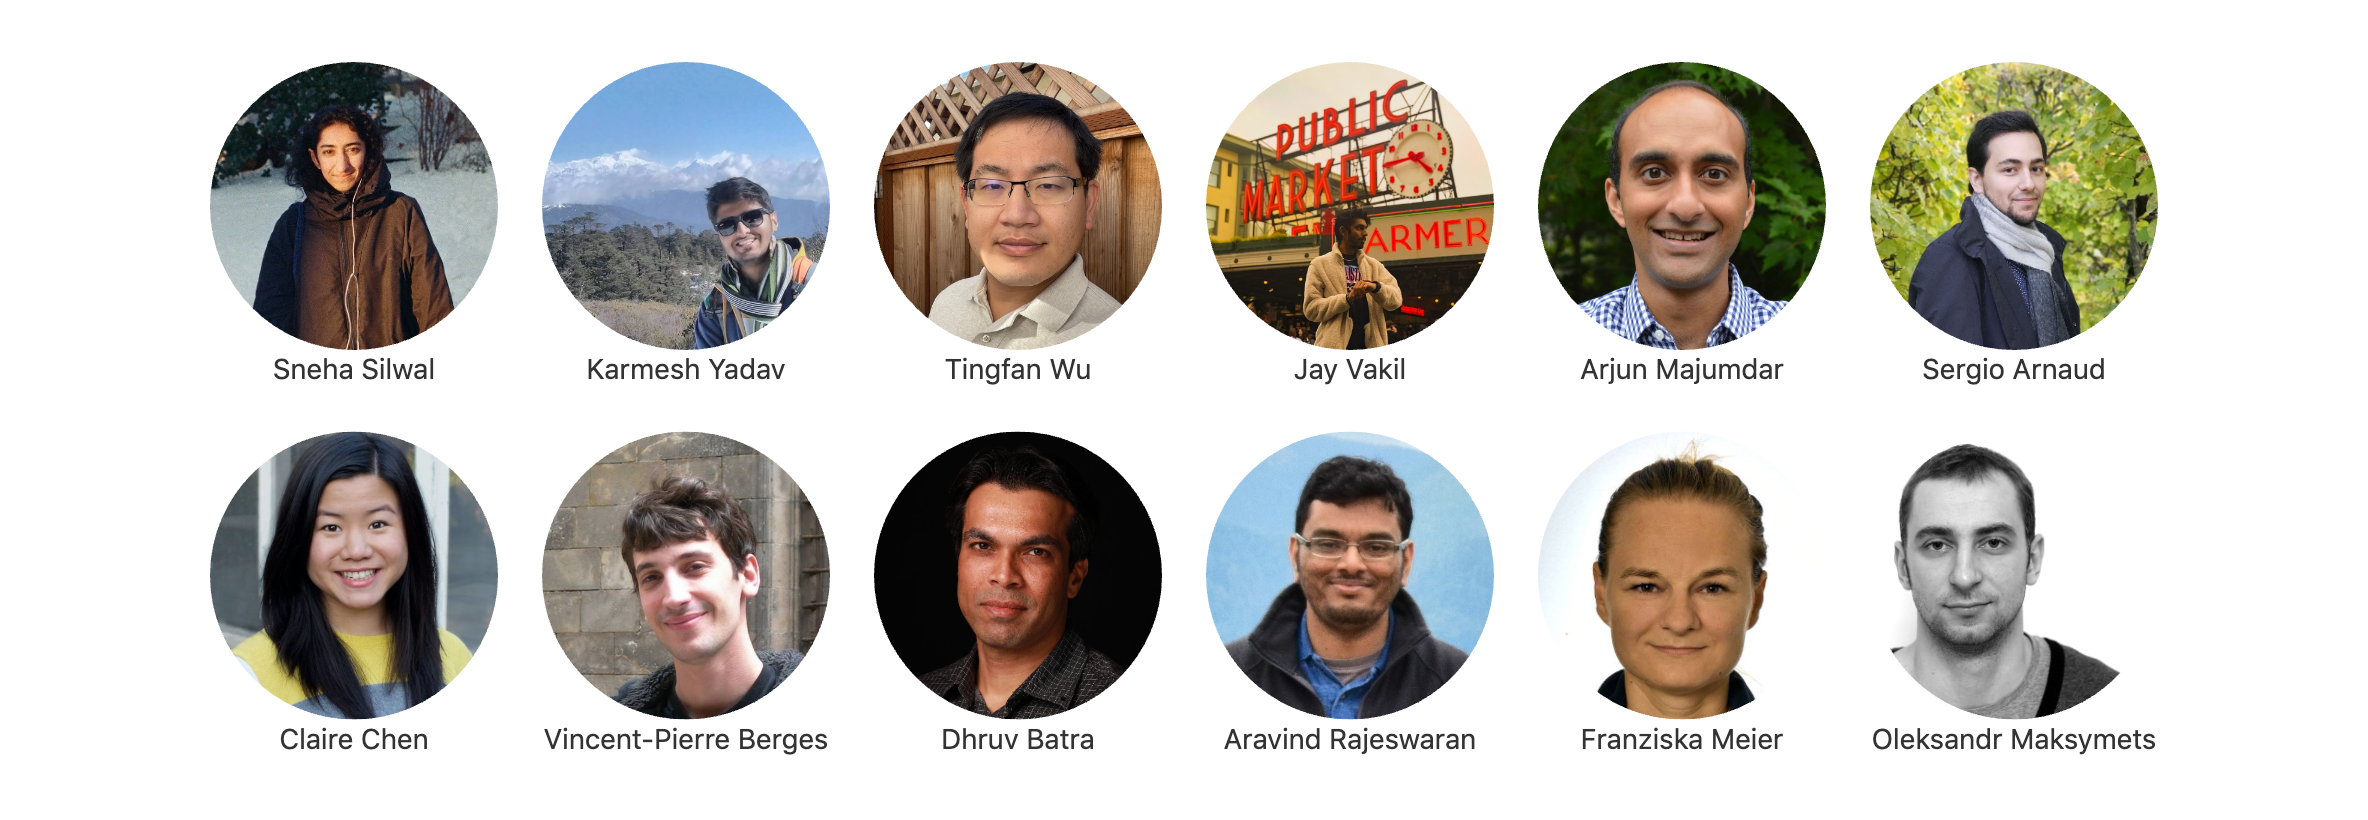 PUBLIC
MARKET
ARMER
Sneha Silwal
Karmesh Yadav
Tingfan Wu
Jay Vakil
Arjun Majumdar
Sergio Arnaud
Claire Chen
Vincent-Pierre Berges
Dhruv Batra
Aravind Rajeswaran
Franziska Meier
Oleksandr Maksymets